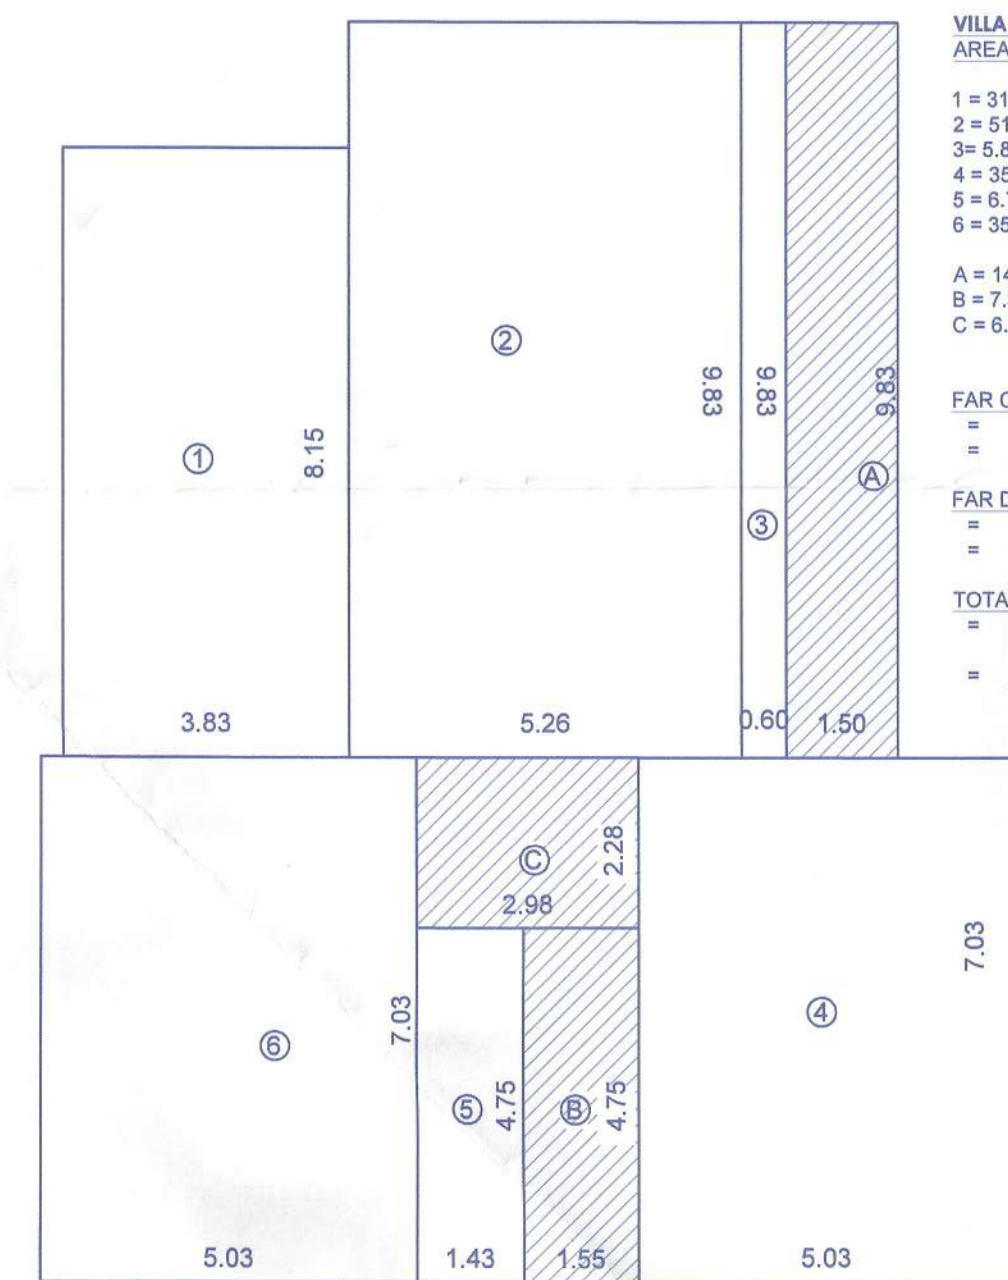 VILLA
AREA
1 = 31
2 = 51
3= 5.8
4 = 35
5 = 6.
6 = 35
A = 14
B = 7.
C = 6.
FAR
=
=
FAR
=
=
TOTA
=
=
2
9.83
9.83
9.83
1
8.15
A
3
3.83
5.26
0.60
1.50
C
2.28
2.98
7.03
7.03
4
6
5
4.75
B
4.75
5.03
1.43
1.55
5.03